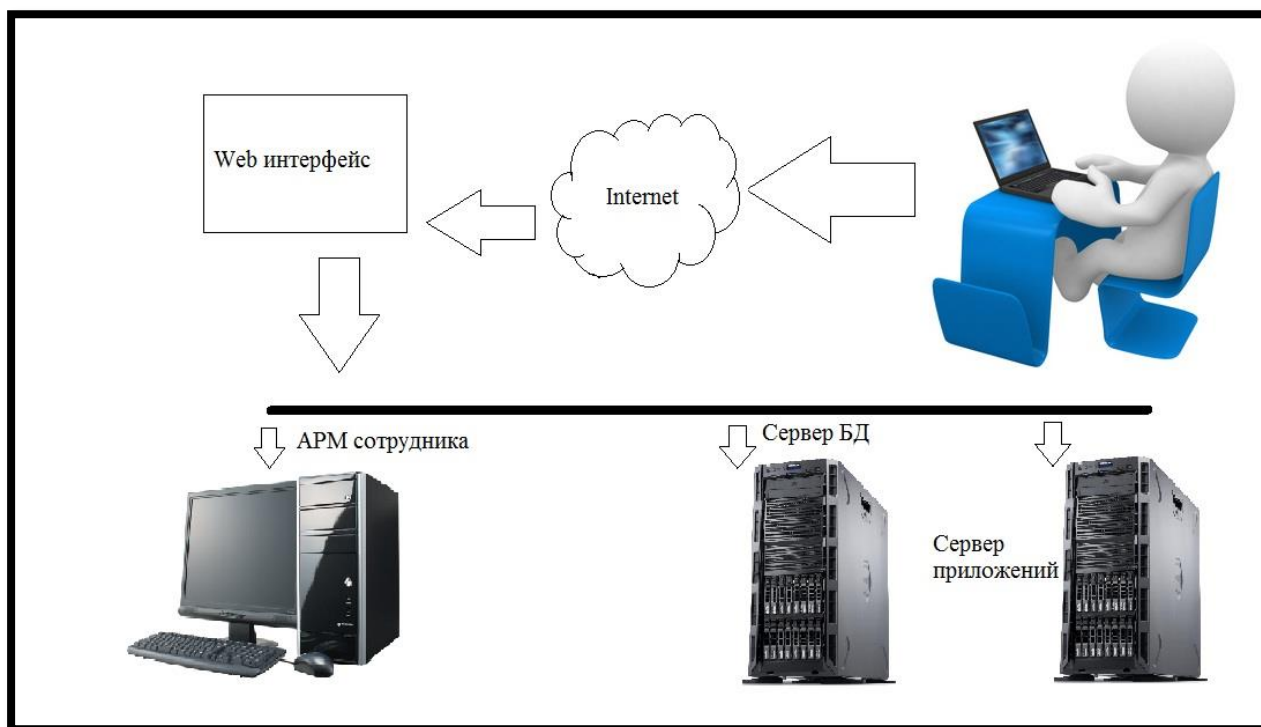 Web интерфейс
Internet
АРМ сотрудника
Сервер БД
Сервер
приложений